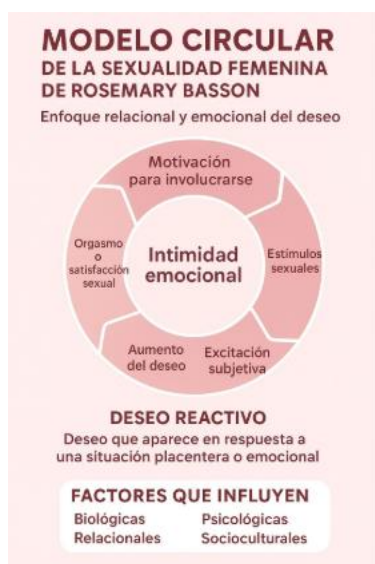 MODELO CIRCULAR
DE LA SEXUALIDAD FEMENINA
DE ROSEMARY BASSON
Enfoque relacional y emocional del deseo
Motivación
para involucrarse
Estímulos
sexuales
Excitación
subjetiva
Aumento
del deseo
Orgasmo
o
satisfacción
sexual
Intimidad
emocional
DESEO REACTIVO
Deseo que aparece en respuesta a
una situación placentera o emocional
FACTORES QUE INFLUYEN
Biológicas
Psicológicas
Relacionales
Socioculturales